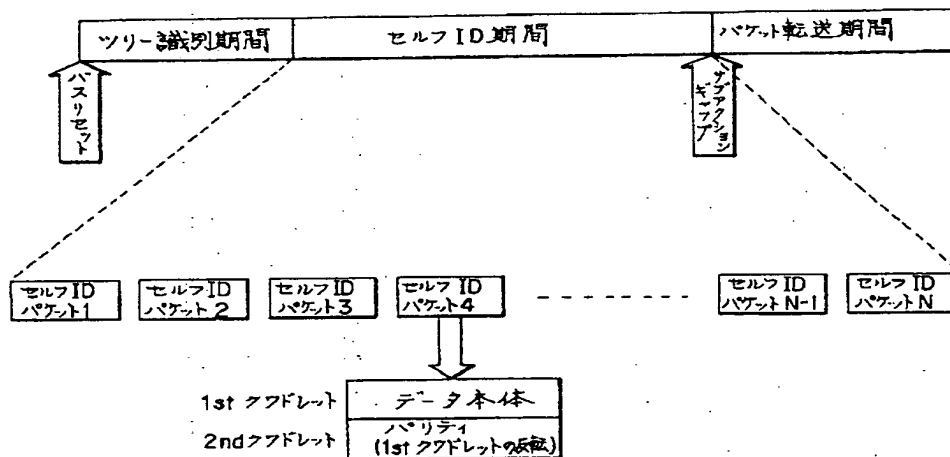 ツリー識別期間
セルフID期間
パケット転送期間
バスリセット
サブアクション
ギャップ
セルフID
パケット1
セルフID
パケット2
セルフID
パケット3
セルフID
パケット4
セルフID
パケットN-1
セルフID
パケットN
1st クワドレット
データ本体
2nd クワドレット
パリティ
(1st クワドレットの反転)